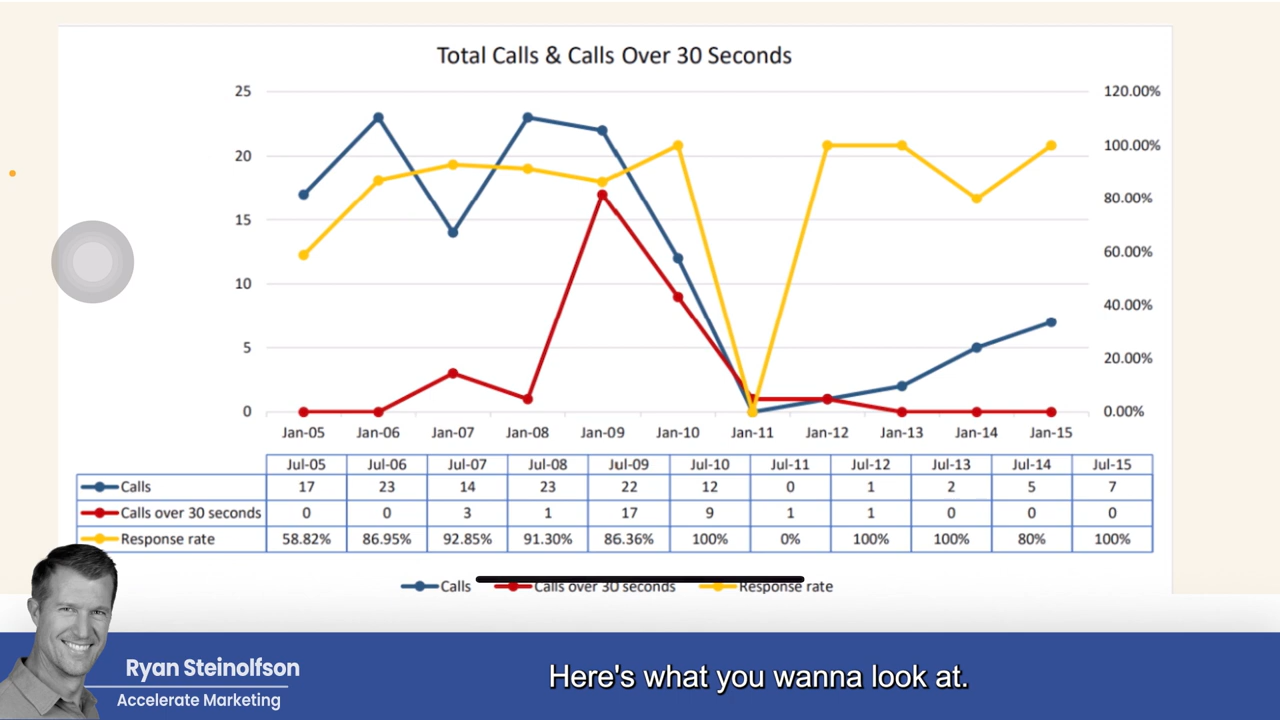 Total Calls & Calls Over 30 Seconds
25 120.00%
100.00%
20
80.00%
15
60.00%
10
40.00%
5
20.00%
0 0.00%
Jan-05 Jan-06 Jan-07 Jan-08 Jan-09 Jan-10 Jan-11 Jan-12 Jan-13 Jan-14 Jan-15
Jul-05 Jul-06 Jul-07 Jul-08 Jul-09 Jul-10 Jul-11 Jul-12 Jul-13 Jul-14 Jul-15
Calls 17 23 14 23 22 12 0 1 2 5 7
Calls over 30 seconds 0 0 3 1 17 9 1 1 0 0 0
Response rate 58.82% 86.95% 92.85% 91.30% 86.36% 100% 0% 100% 100% 80% 100%
Calls Calls over 30 seconds Response rate
Ryan Steinolfson
Accelerate Marketing
Here's what you wanna look at.